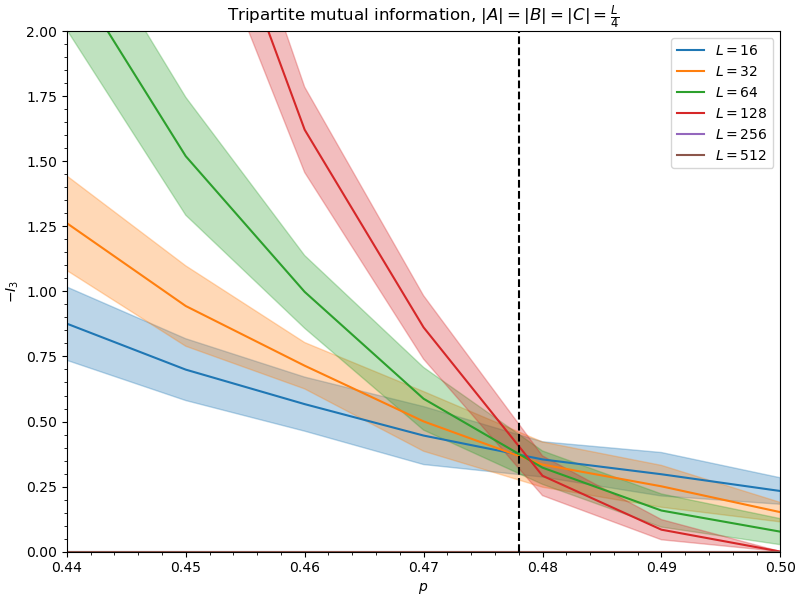 Tripartite mutual information, |A| = |B| = |C| = L/4
2.00
1.75
1.50
1.25
1.00
0.75
0.50
0.25
0.00
−I₃
L = 16
L = 32
L = 64
L = 128
L = 256
L = 512
0.44 0.45 0.46 0.47 0.48 0.49 0.50
p